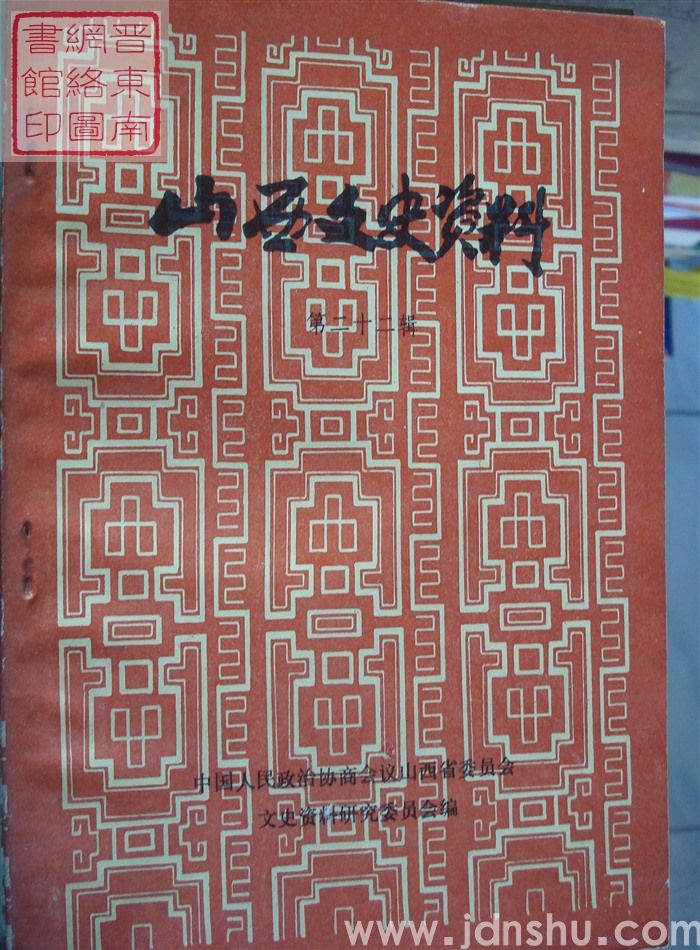 晋東南
網絡圖
書館印
山西文史资料
第二十二辑
中国人民政治协商会议山西省委员会
文史资料研究委员会编
www.jdnshu.com